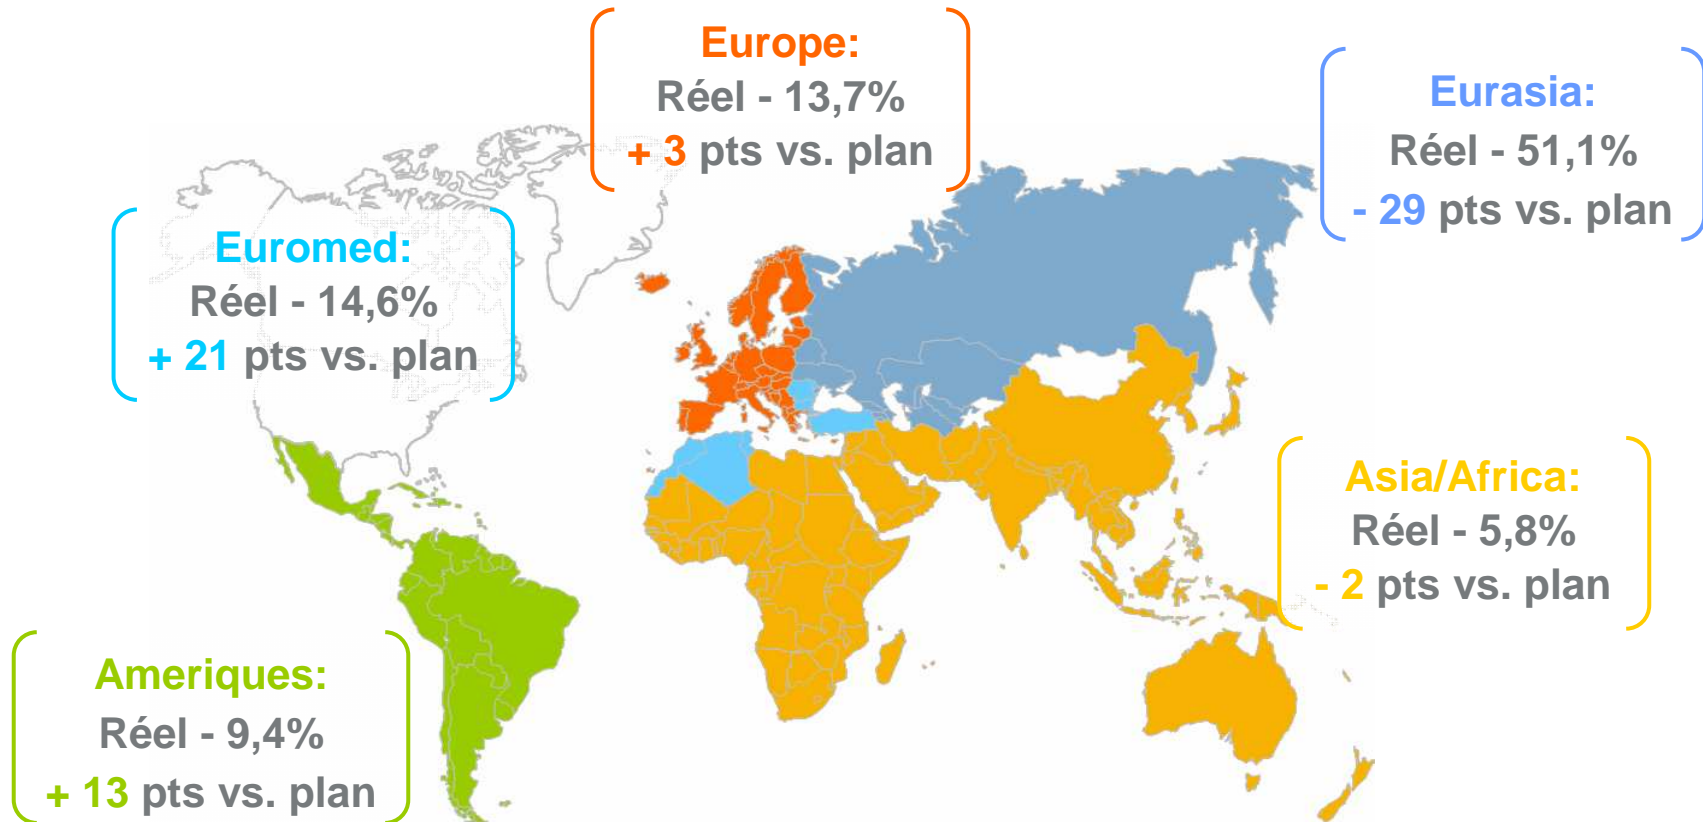 Europe:
Réel - 13,7%
+ 3 pts vs. plan
Eurasia:
Réel - 51,1%
- 29 pts vs. plan
Euromed:
Réel - 14,6%
+ 21 pts vs. plan
Asia/Africa:
Réel - 5,8%
- 2 pts vs. plan
Ameriques:
Réel - 9,4%
+ 13 pts vs. plan